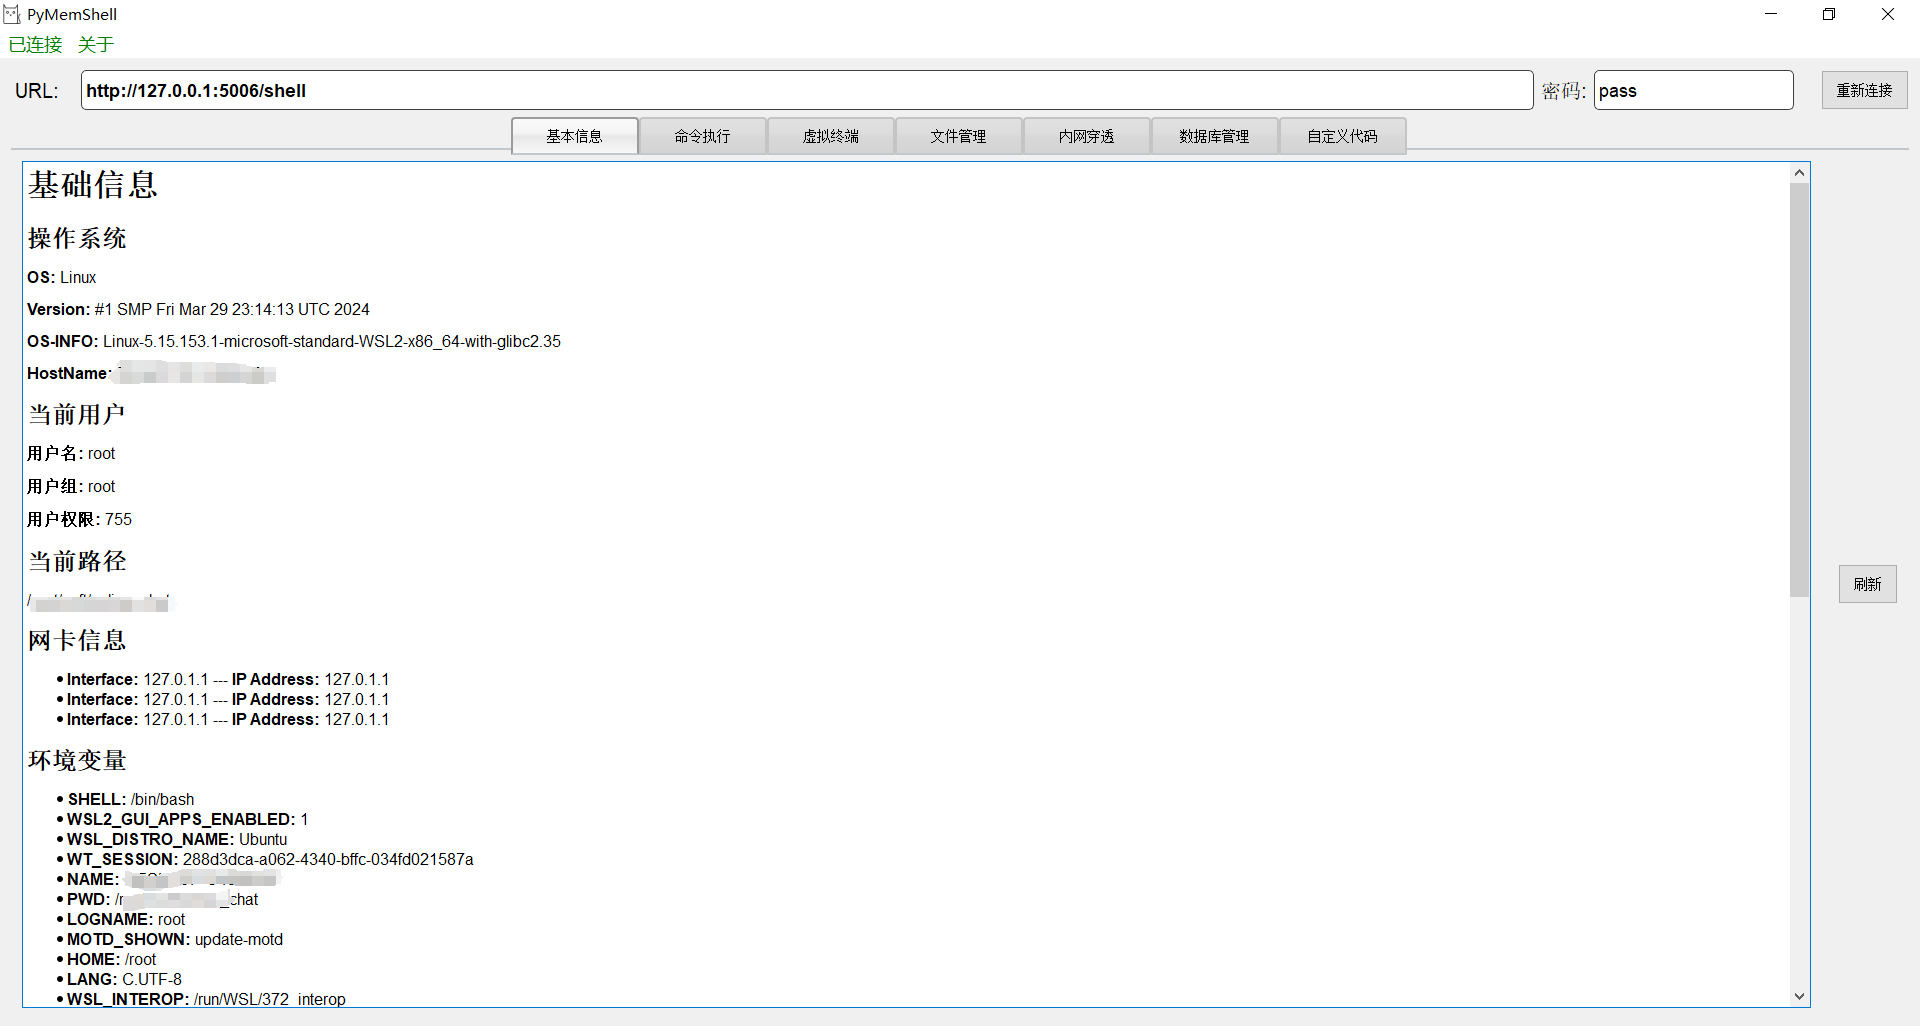 PyMemShell
已连接 关于
URL: http://127.0.0.1:5006/shell 密码: pass 重新连接
基本信息 命令执行 虚拟终端 文件管理 内网穿透 数据库管理 自定义代码
基础信息
操作系统
OS: Linux
Version: #1 SMP Fri Mar 29 23:14:13 UTC 2024
OS-INFO: Linux-5.15.153.1-microsoft-standard-WSL2-x86_64-with-glibc2.35
HostName:
当前用户
用户名: root
用户组: root
用户权限: 755
当前路径
/
刷新
网卡信息
• Interface: 127.0.1.1 --- IP Address: 127.0.1.1
• Interface: 127.0.1.1 --- IP Address: 127.0.1.1
• Interface: 127.0.1.1 --- IP Address: 127.0.1.1
环境变量
• SHELL: /bin/bash
• WSL2_GUI_APPS_ENABLED: 1
• WSL_DISTRO_NAME: Ubuntu
• WT_SESSION: 288d3dca-a062-4340-bffc-034fd021587a
• NAME:
• PWD: /r _chat
• LOGNAME: root
• MOTD_SHOWN: update-motd
• HOME: /root
• LANG: C.UTF-8
• WSL_INTEROP: /run/WSL/372_interop